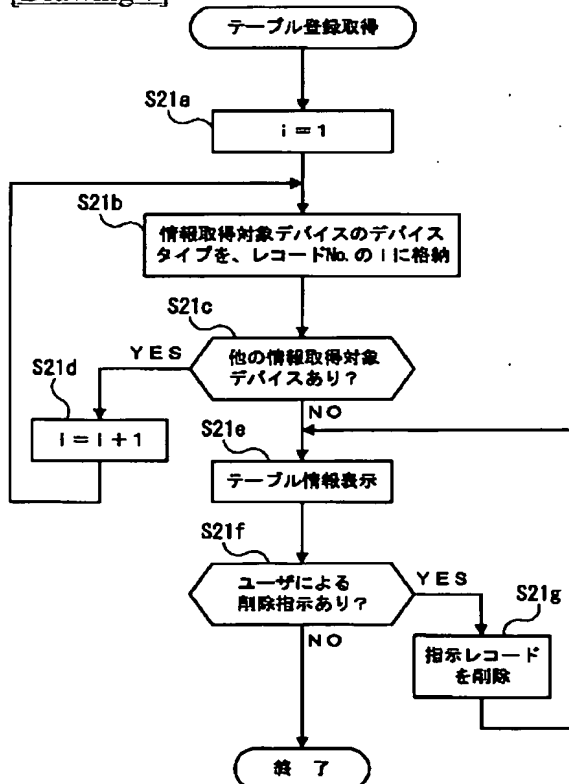 テーブル登録取得
S21a
i = 1
S21b
情報取得対象デバイスのデバイス
タイプを、レコードNo.のiに格納
S21c
他の情報取得対象
デバイスあり？
YES
NO
S21d
i = i + 1
S21e
テーブル情報表示
S21f
ユーザによる
削除指示あり？
YES
NO
S21g
指示レコード
を削除
終 了